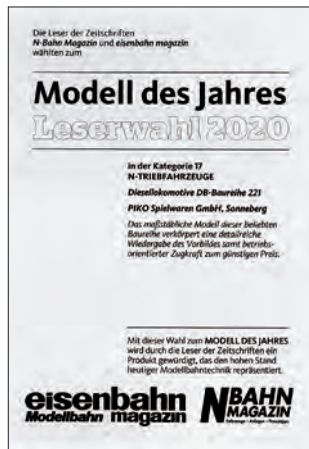 Die Leser der Zeitschriften
N-Bahn Magazin und eisenbahn magazin
wählten zum
Modell des Jahres
Leserwahl 2020
in der Kategorie 17
N-TRIEBFAHRZEUGE
Diesellokomotive DB-Baureihe 221
PIKO Spielwaren GmbH, Sonneberg
Das maßstäbliche Modell dieser beliebten
Baureihe verkörpert eine detailreiche
Wiedergabe des Vorbildes samt betriebs-
orientierter Zugkraft zum günstigen Preis.
Mit dieser Wahl zum MODELL DES JAHRES
wird durch die Leser der Zeitschriften ein
Produkt gewürdigt, das den hohen Stand
heutiger Modellbahntechnik repräsentiert.
eisenbahn
Modellbahn magazin
NBAHN
MAGAZIN